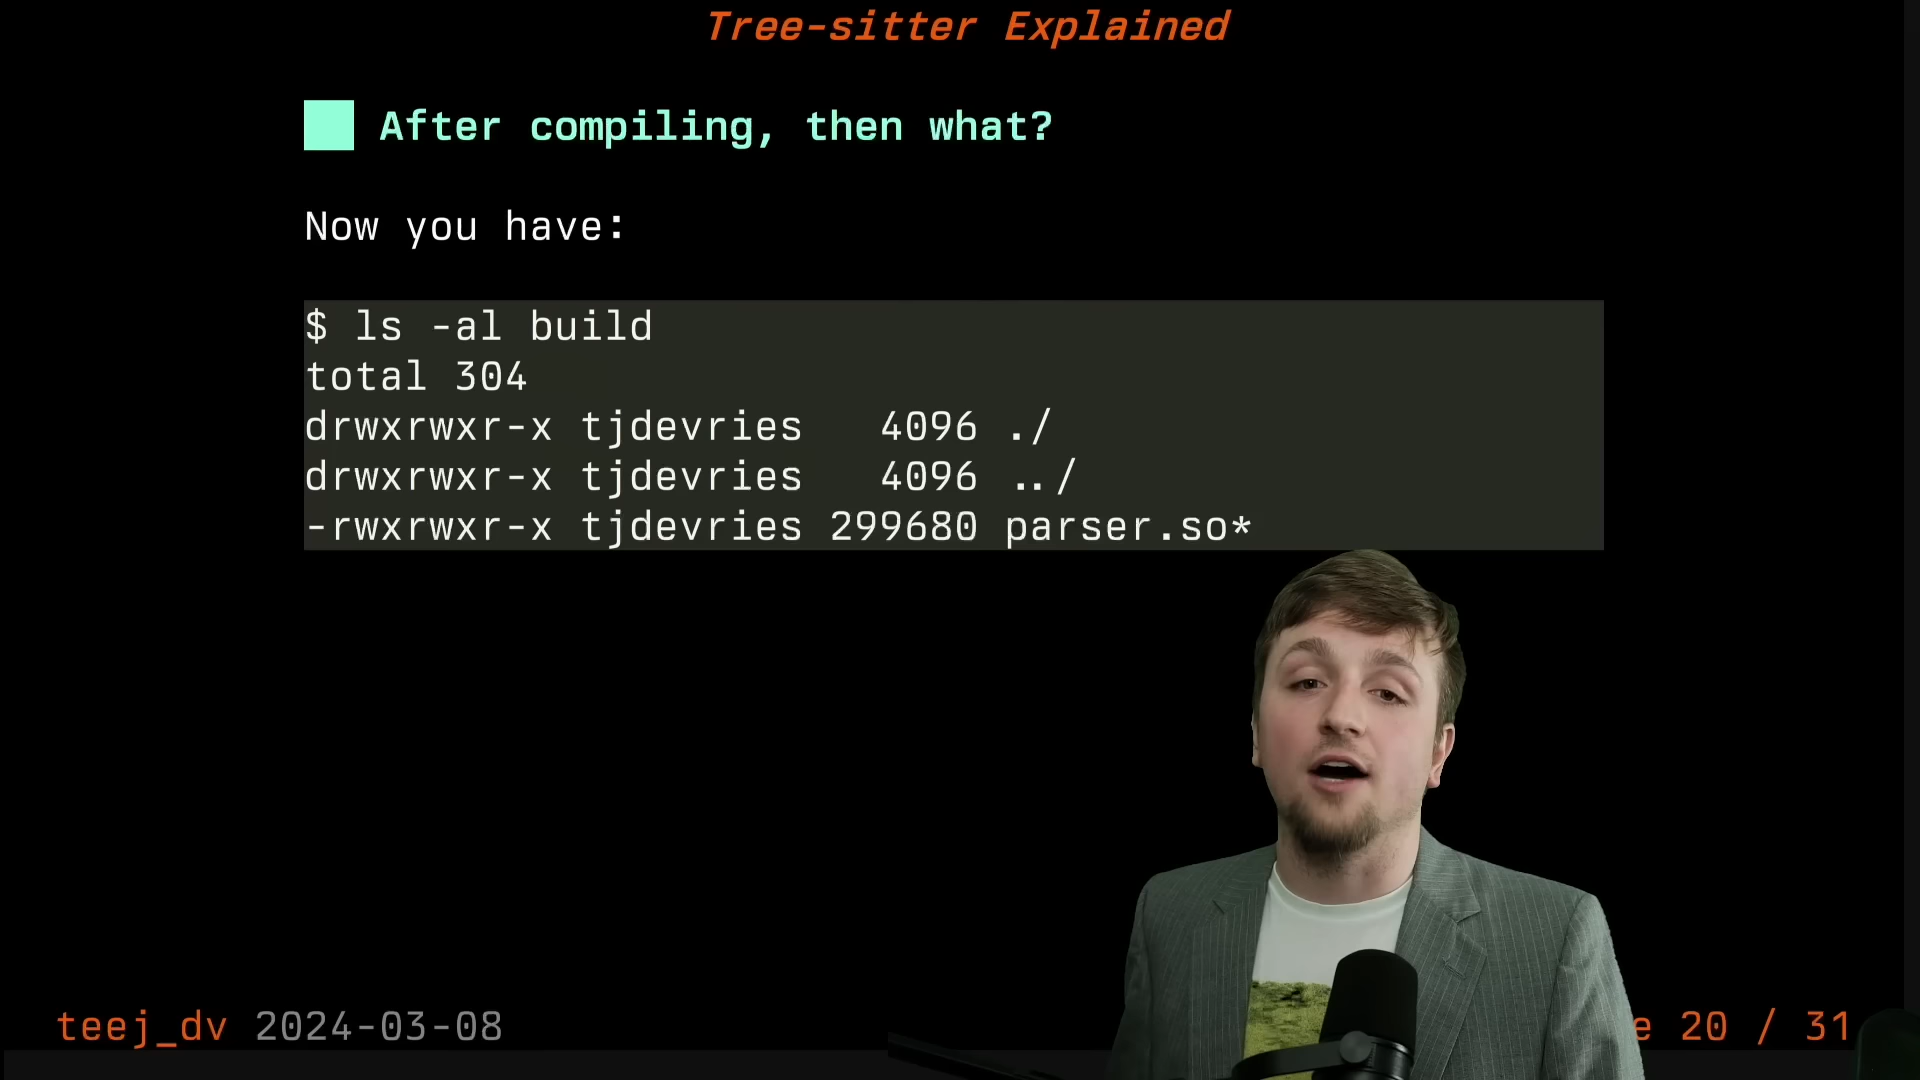 Tree-sitter Explained
After compiling, then what?
Now you have:
$ ls -al build
total 304
drwxrwxr-x tjdevries   4096 ./
drwxrwxr-x tjdevries   4096 ../
-rwxrwxr-x tjdevries 299680 parser.so*
teej_dv 2024-03-08
20 / 31